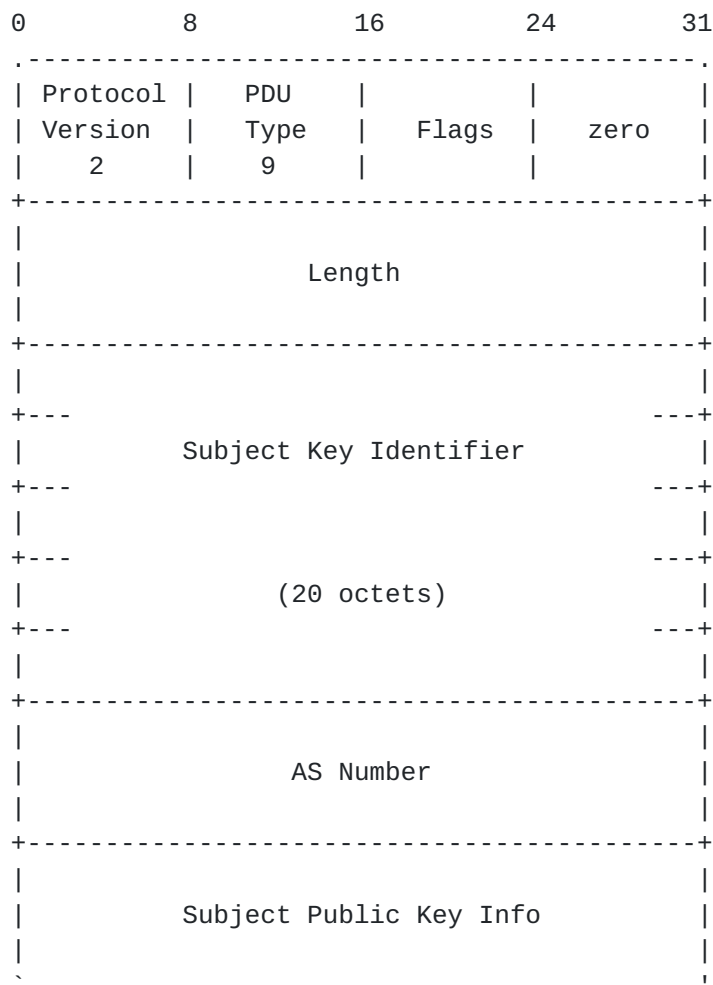 0          8          16         24        31
.-------------------------------------------.
| Protocol |   PDU    |          |          |
| Version  |   Type   |   Flags  |   zero   |
|    2     |    9     |          |          |
+-------------------------------------------+
|                                           |
|                  Length                   |
|                                           |
+-------------------------------------------+
|                                           |
+---                                     ---+
|          Subject Key Identifier           |
+---                                     ---+
|                                           |
+---                                     ---+
|                (20 octets)                |
+---                                     ---+
|                                           |
+-------------------------------------------+
|                                           |
|                 AS Number                 |
|                                           |
+-------------------------------------------+
|                                           |
|          Subject Public Key Info          |
|                                           |
`                                           '